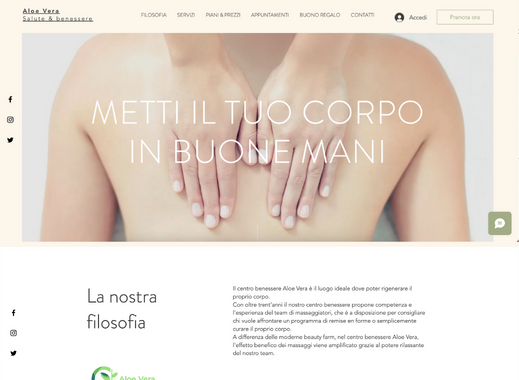 Aloe Vera
Salute & benessere
FILOSOFIA SERVIZI PIANI & PREZZI APPUNTAMENTI BUONO REGALO CONTATTI
Accedi
Prenota ora
METTI IL TUO CORPO
IN BUONE MANI
La nostra
filosofia
Il centro benessere Aloe Vera è il luogo ideale dove poter rigenerare il
proprio corpo.
Con oltre trent'anni il nostro centro benessere propone competenza e
l'esperienza del team di massaggiatori, che è a disposizione per consigliare
chi vuole affrontare un programma di remise en forme o semplicemente
curare il proprio corpo.
A differenza delle moderne beauty farm, nel centro benessere Aloe Vera,
l'effetto benefico dei massaggi viene amplificato grazie al potere rilassante
del nostro team.
Aloe Vera